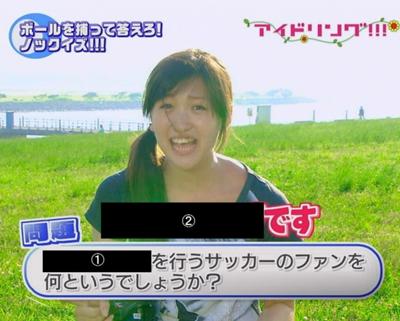 ボールを捕って答えろ!
ノックイズ!!!
アイドリング!!!
②
です
問題
①を行うサッカーのファンを
何というでしょうか?